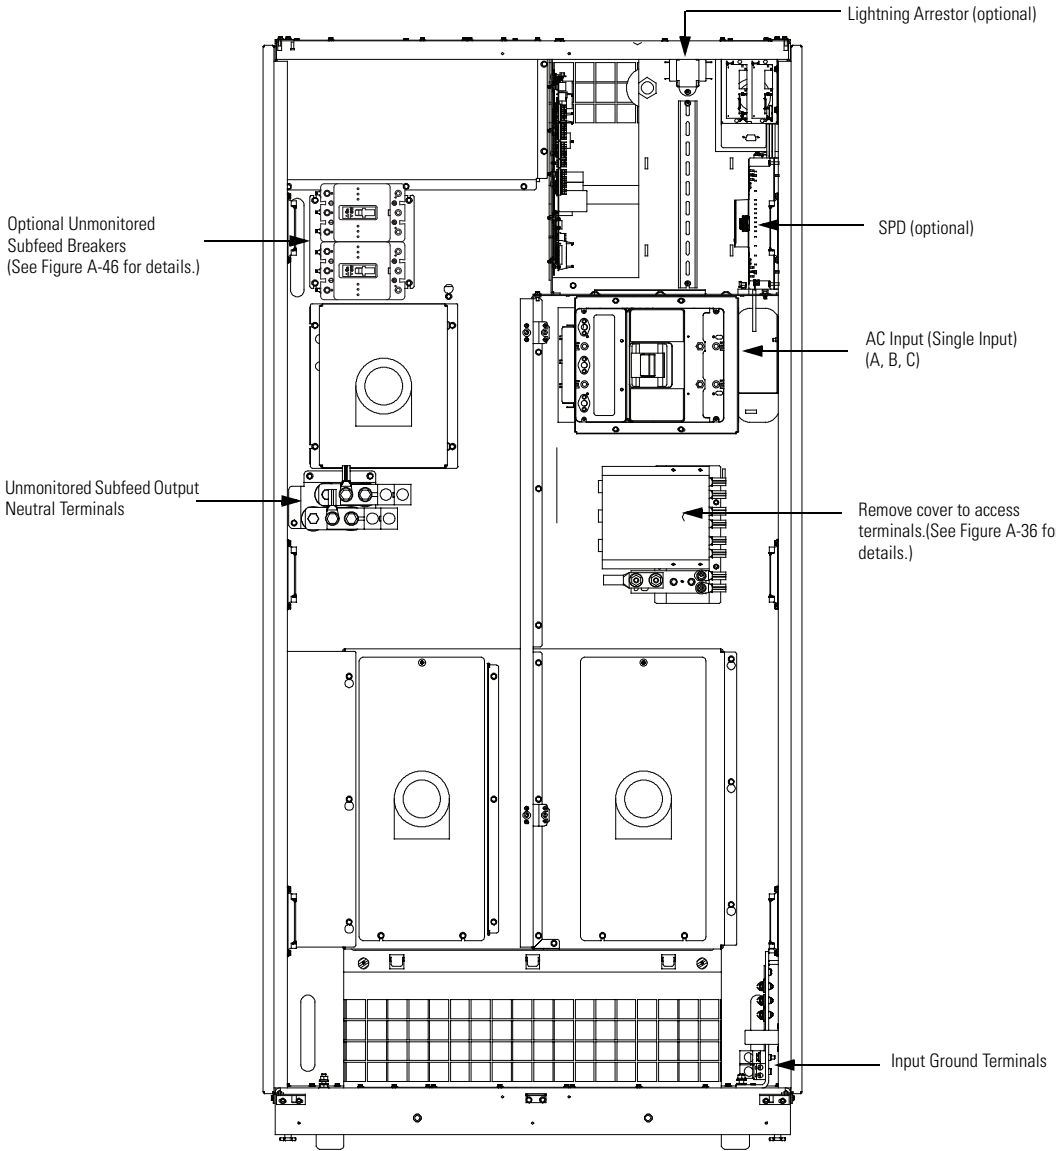 Lightning Arrestor (optional)
Optional Unmonitored
Subfeed Breakers
(See Figure A-46 for details.)
SPD (optional)
AC Input (Single Input)
(A, B, C)
Unmonitored Subfeed Output
Neutral Terminals
Remove cover to access
terminals.(See Figure A-36 fo
details.)
Input Ground Terminals